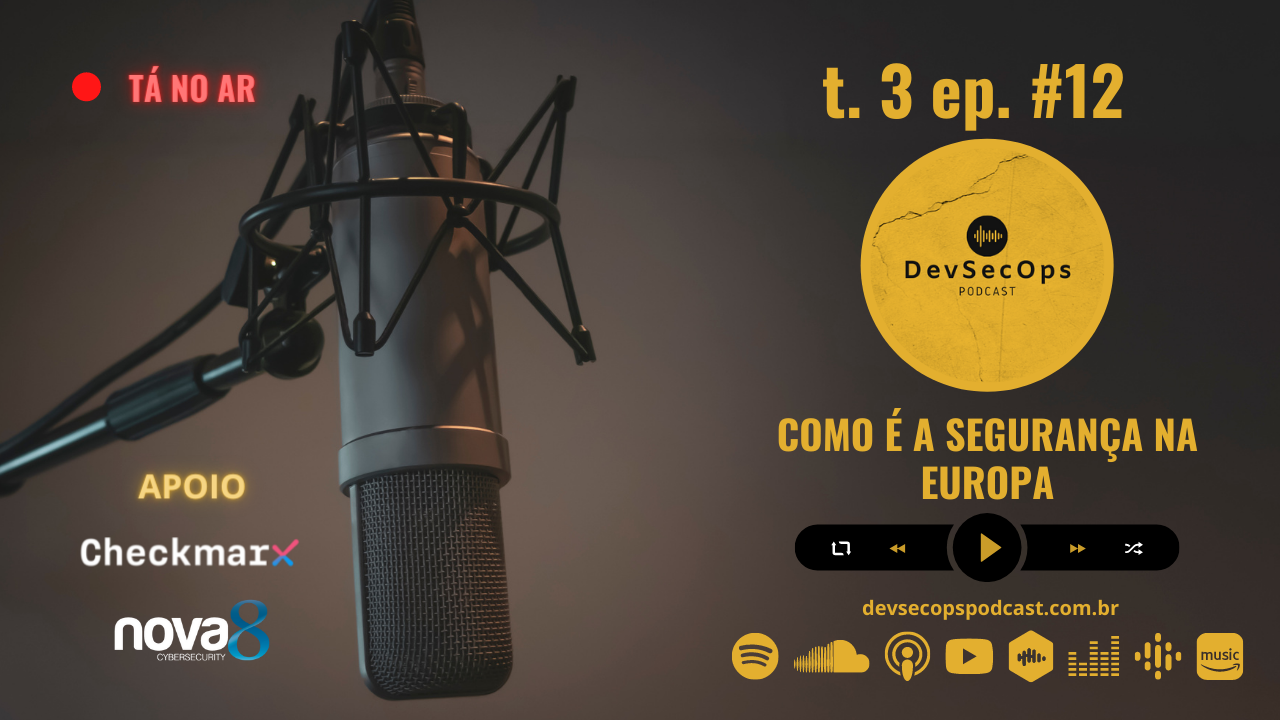 TÁ NO AR
t. 3 ep. #12
DevSecOps
PODCAST
COMO É A SEGURANÇA NA
EUROPA
APOIO
Checkmarx
nova8
CYBERSECURITY
devsecopspodcast.com.br
music